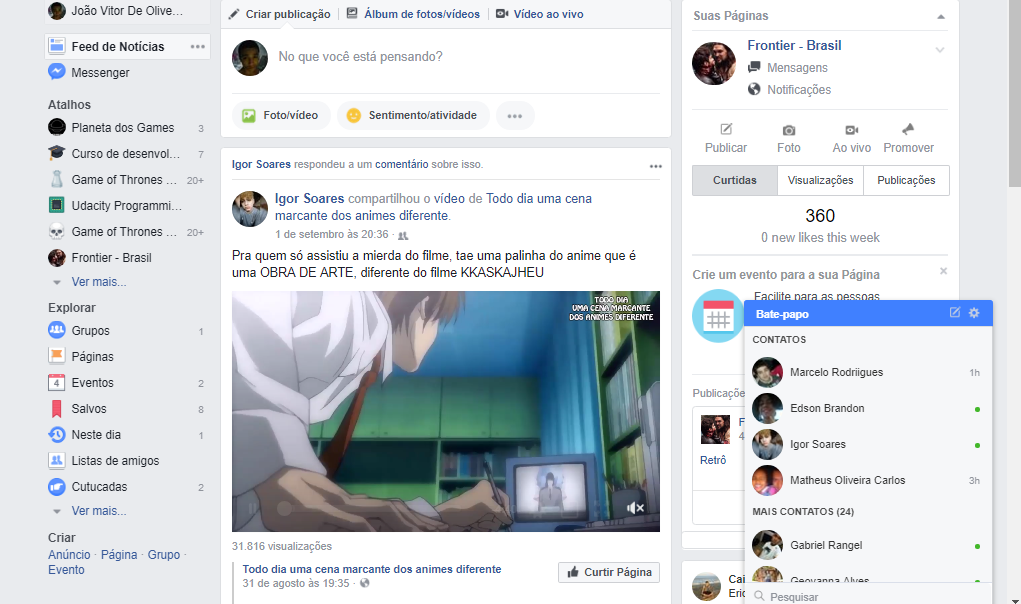 João Vitor De Olive...
Feed de Notícias
Messenger
Atalhos
Planeta dos Games 3
Curso de desenvol... 7
Game of Thrones ... 20+
Udacity Programmi...
Game of Thrones ... 20+
Frontier - Brasil
Ver mais...
Explorar
Grupos 1
Páginas
4 Eventos 2
Salvos 8
Neste dia 1
Listas de amigos
Cutucadas 2
Ver mais...
Criar
Anúncio · Página · Grupo ·
Evento
Criar publicação Álbum de fotos/vídeos Vídeo ao vivo
No que você está pensando?
Foto/vídeo Sentimento/atividade
Igor Soares respondeu a um comentário sobre isso.
Igor Soares compartilhou o vídeo de Todo dia uma cena
marcante dos animes diferente.
1 de setembro às 20:36 ·
Pra quem só assistiu a mierda do filme, tae uma palinha do anime que é
uma OBRA DE ARTE, diferente do filme KKASKAJHEU
TODO DIA
UMA CENA MARCANTE
DOS ANIMES DIFERENTE
31.816 visualizações
Todo dia uma cena marcante dos animes diferente
31 de agosto às 19:35 ·
Curtir Página
Suas Páginas
Frontier - Brasil
Mensagens
Notificações
Publicar Foto Ao vivo Promover
Curtidas Visualizações Publicações
360
0 new likes this week
Crie um evento para a sua Página
Facilite para as pessoas
Publicaçõe
F
4
Retrô
Cai
Eric
Bate-papo
CONTATOS
Marcelo Rodriigues 1h
Edson Brandon
Igor Soares
Matheus Oliveira Carlos 3h
MAIS CONTATOS (24)
Gabriel Rangel
Geovanna Alves
Pesquisar